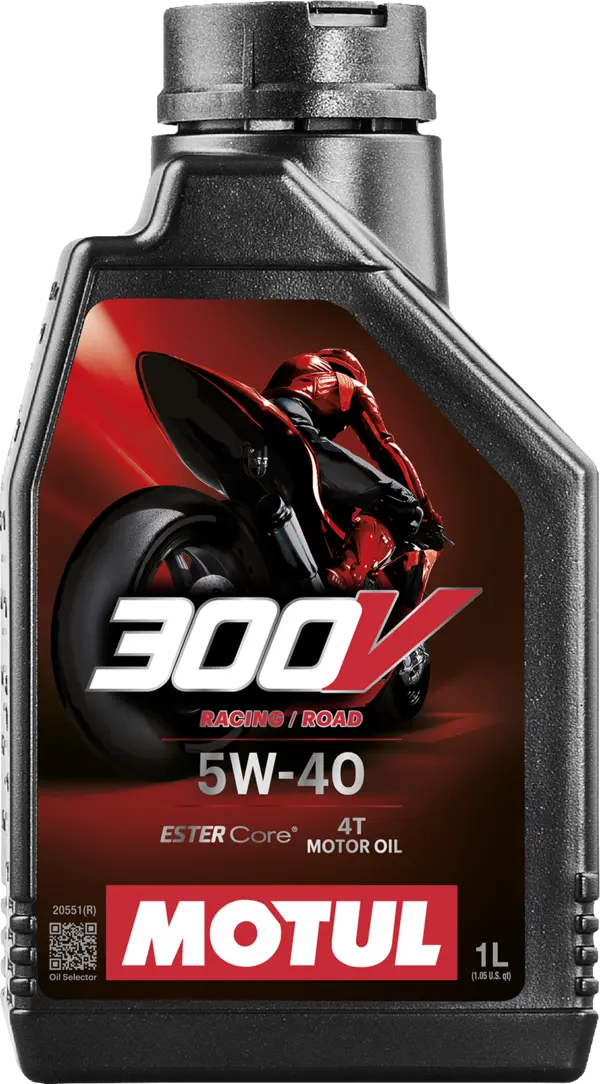 300V
RACING / ROAD
5W-40
ESTER Core®
4T
MOTOR OIL
20551(R)
Oil Selector
MOTUL
1L
(1.05 U.S. qt)